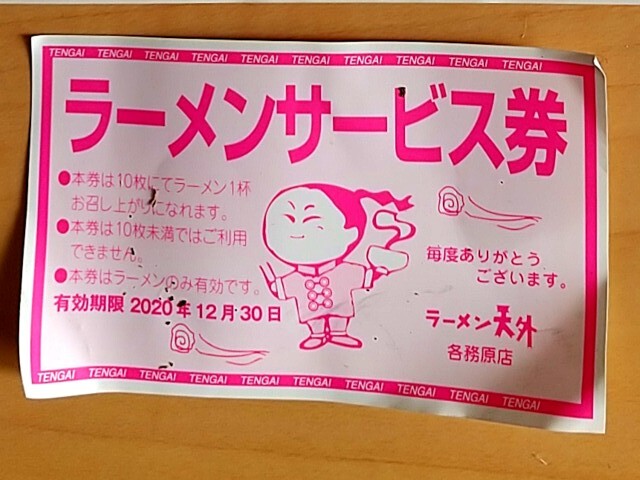 TENGAI TENGAI TENGAI TENGAI TENGAI TENGAI TENGAI TENGAI TENGAI TENGAI
ラーメンサービス券
●本券は10枚にてラーメン1杯
お召し上がりになれます。
●本券は10枚未満ではご利用
できません。
●本券はラーメンのみ有効です。
有効期限 2020年12月30日
毎度ありがとう
ございます。
ラーメン天外
各務原店
TENGAI TENGAI TENGAI TENGAI TENGAI TENGAI TENGAI TENGAI TENGAI TENGAI